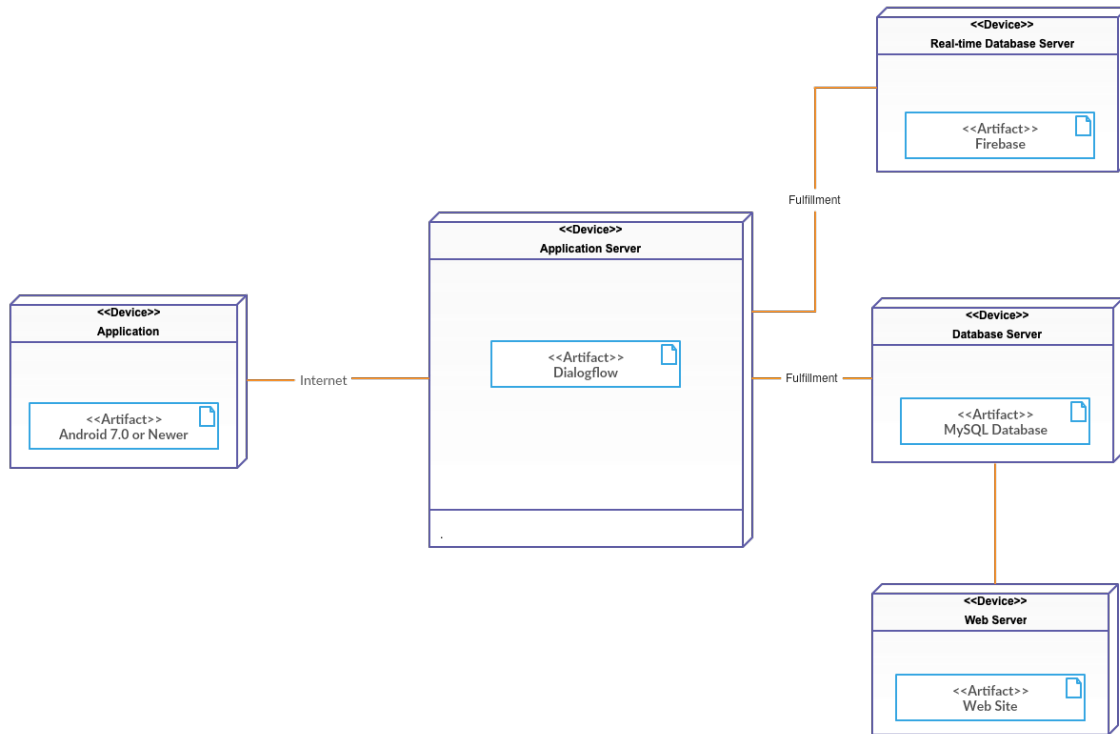 <<Device>>
Real-time Database Server
<<Artifact>>
Firebase
Fulfillment
<<Device>>
Application Server
<<Artifact>>
Dialogflow
.
<<Device>>
Application
<<Artifact>>
Android 7.0 or Newer
Internet
Fulfillment
<<Device>>
Database Server
<<Artifact>>
MySQL Database
<<Device>>
Web Server
<<Artifact>>
Web Site